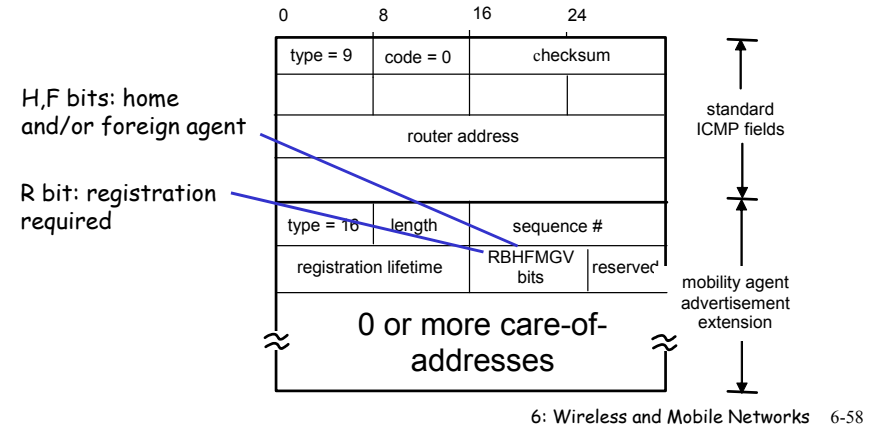 0 8 16 24
type = 9 code = 0 checksum
H,F bits: home
and/or foreign agent
standard
ICMP fields
router address
R bit: registration
required
type = 16 length sequence #
registration lifetime RBHFMGV
bits reserved
mobility agent
advertisement
extension
0 or more care-of-
addresses
6: Wireless and Mobile Networks 6-58